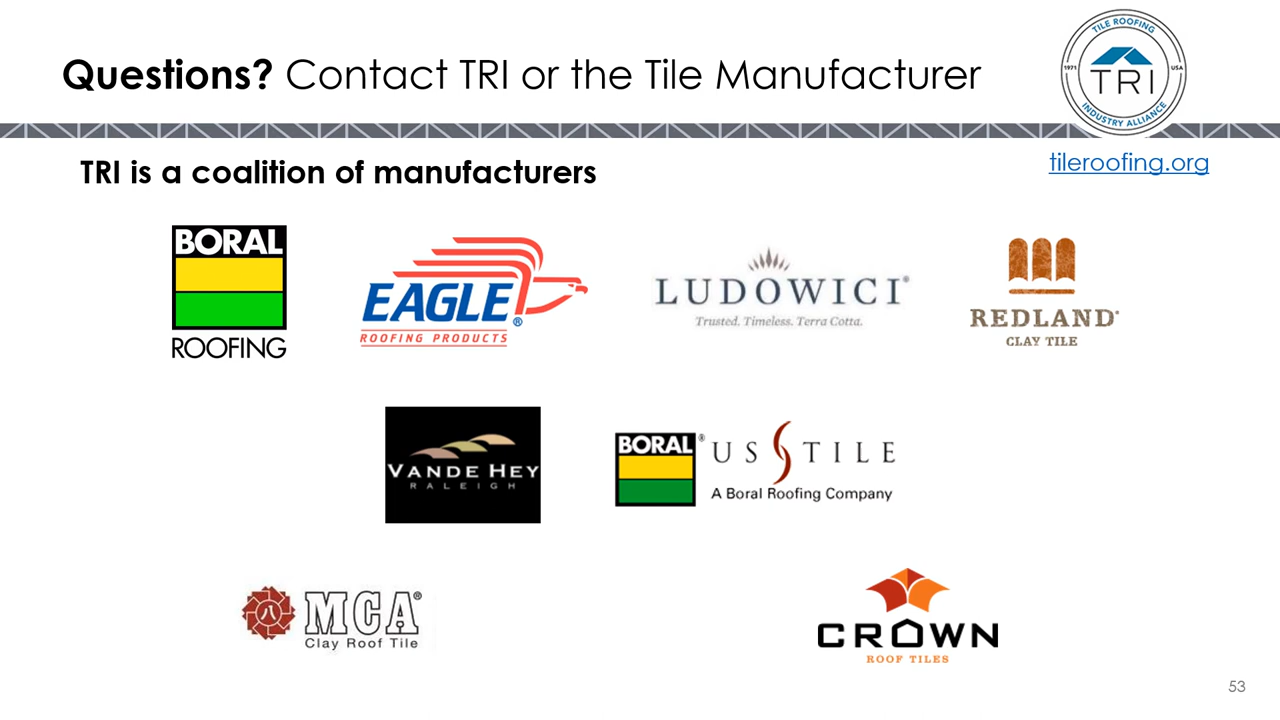 Questions? Contact TRI or the Tile Manufacturer
TILE ROOFING
1971
TRI
USA
INDUSTRY ALLIANCE
tileroofing.org
TRI is a coalition of manufacturers
BORAL
ROOFING
EAGLE®
ROOFING PRODUCTS
LUDOWICI®
Trusted. Timeless. Terra Cotta.
REDLAND®
CLAY TILE
VANDE HEY
RALEIGH
BORAL®
US TILE
A Boral Roofing Company
八
MCA®
Clay Roof Tile
CROWN
ROOF TILES
53